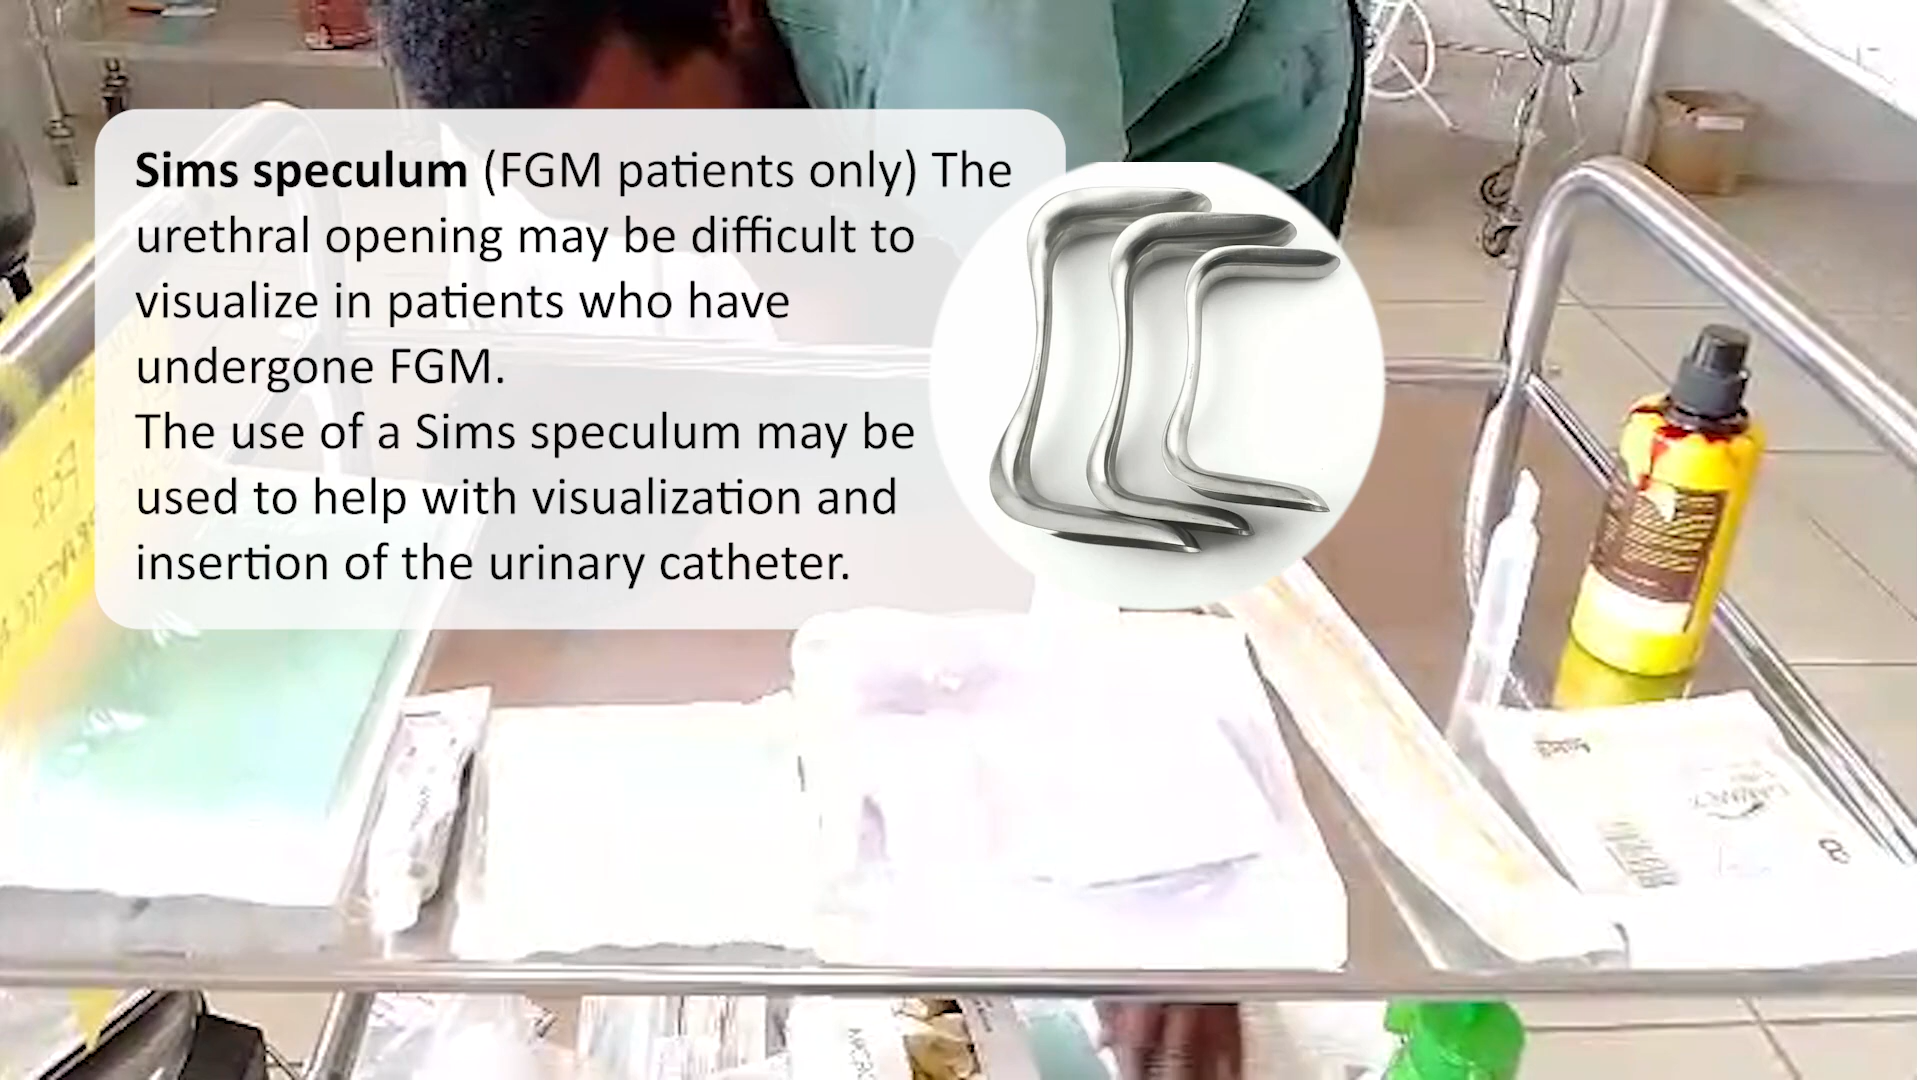 Sims speculum (FGM patients only) The
urethral opening may be difficult to
visualize in patients who have
undergone FGM.
The use of a Sims speculum may be
used to help with visualization and
insertion of the urinary catheter.